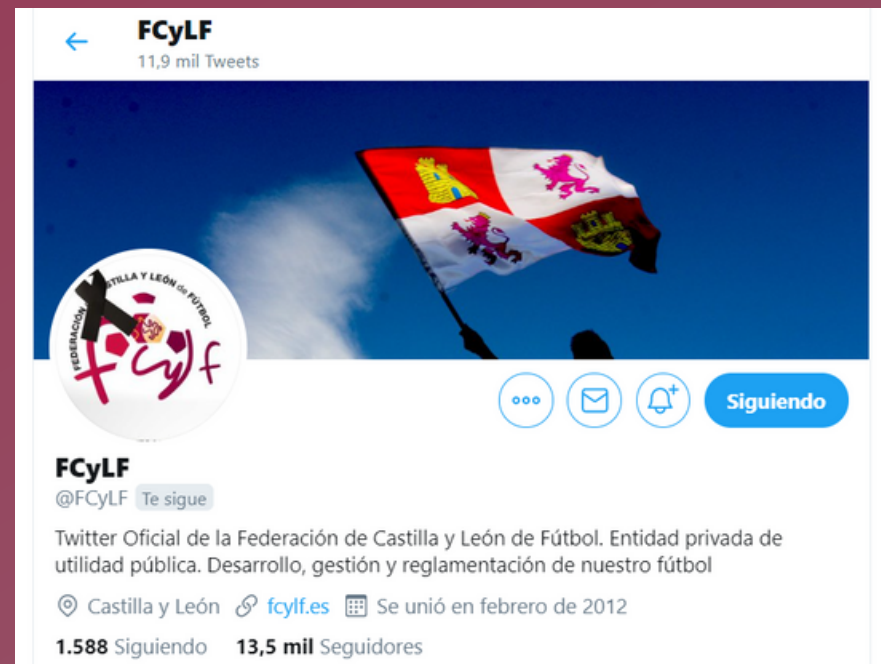 FCyLF
11,9 mil Tweets
FEDERACIÓN
STILLA Y LEÓN de FÚTBOL
fcylf
Siguiendo
FCyLF
@FCyLF Te sigue
Twitter Oficial de la Federación de Castilla y León de Fútbol. Entidad privada de
utilidad pública. Desarrollo, gestión y reglamentación de nuestro fútbol
Castilla y León fcylf.es Se unió en febrero de 2012
1.588 Siguiendo 13,5 mil Seguidores